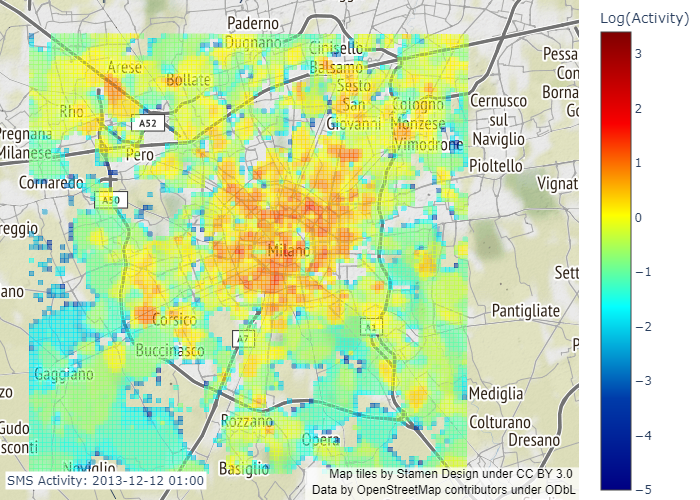 Log(Activity)
Paderno
Dugnano
Cinisello
Balsamo
Arese
Bollate
Sesto
San
Giovanni
Cologno
Monzese
Vimodrone
Cernusco
sul
Naviglio
Pioltello
Rho
A52
Pregnana
Milanese
Pero
Cornaredo
A50
Vignat
reggio
Milano
ano
Sett
Corsico
Pantigliate
A7
A1
P
Buccinasco
Gaggiano
zo
Mediglia
Rozzano
Colturano
Gudo
sconti
Opera
Dresano
Noviglio
Basiglio
Pessa
Con
Borna
Go
3
2
1
0
−1
−2
−3
−4
−5
SMS Activity: 2013-12-12 01:00
Map tiles by Stamen Design under CC BY 3.0
Data by OpenStreetMap contributors under ODbL